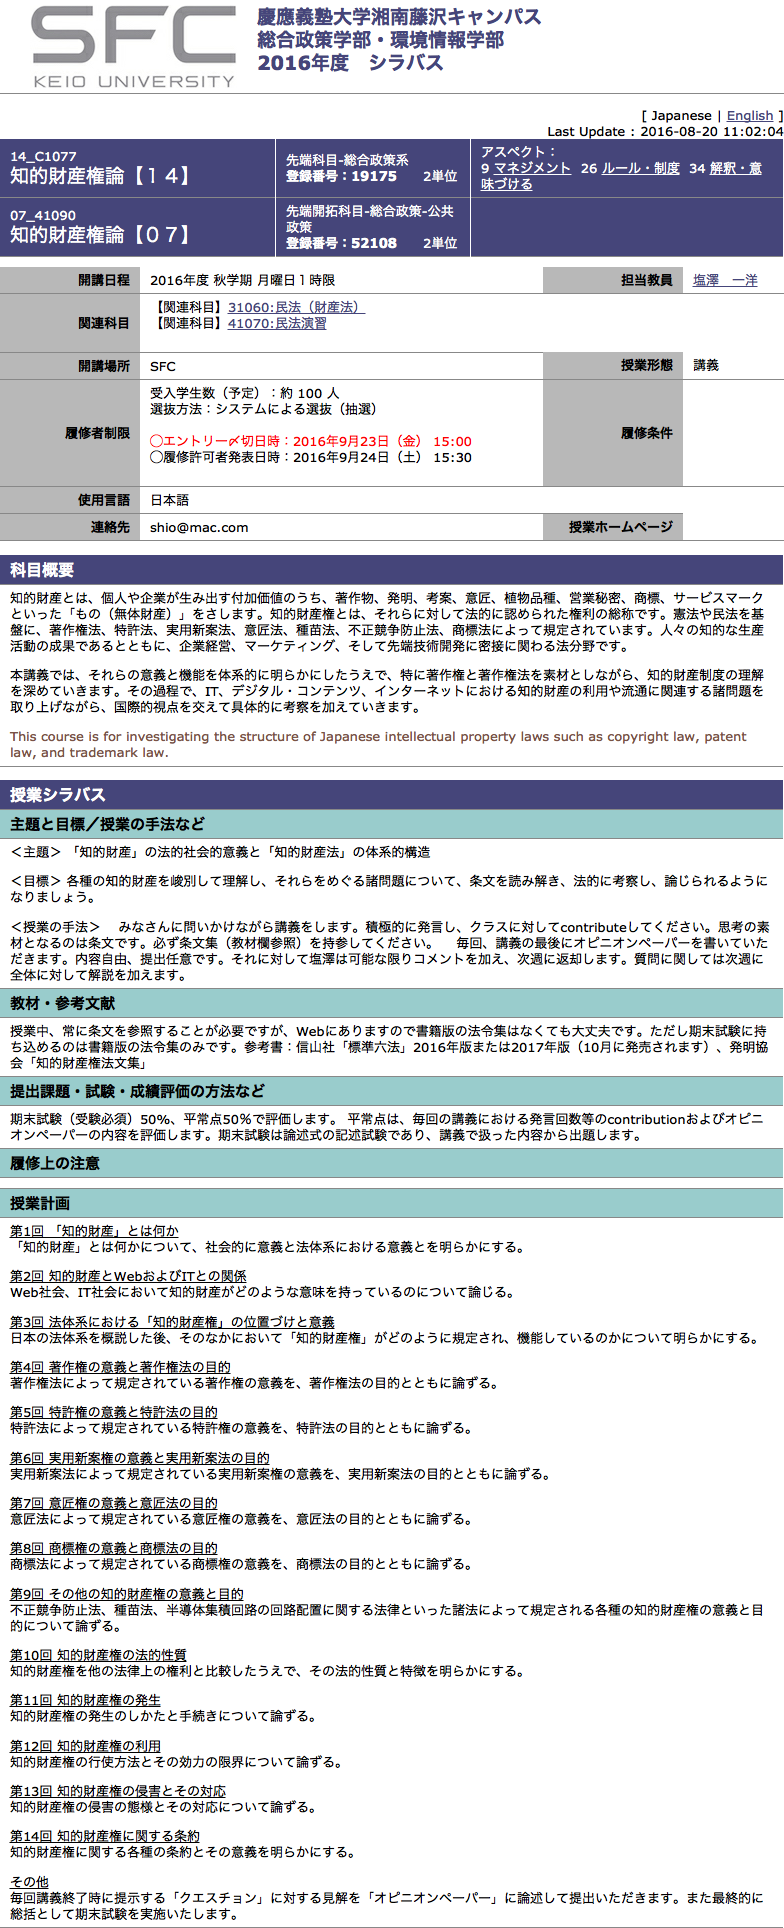 SFC
KEIO UNIVERSITY
慶應義塾大学湘南藤沢キャンパス
総合政策学部・環境情報学部
2016年度　シラバス
[ Japanese | English ]
Last Update : 2016-08-20 11:02:04
14_C1077
知的財産権論【１４】
先端科目-総合政策系
登録番号：19175　　2単位
アスペクト：
9 マネジメント　26 ルール・制度　34 解釈・意
味づける
07_41090
知的財産権論【０７】
先端開拓科目-総合政策-公共
政策
登録番号：52108　　2単位
開講日程　2016年度 秋学期 月曜日１時限　担当教員　塩澤　一洋
関連科目
【関連科目】31060:民法（財産法）
【関連科目】41070:民法演習
開講場所　SFC　授業形態　講義
履修者制限
受入学生数（予定）：約 100 人
選抜方法：システムによる選抜（抽選）
◯エントリー〆切日時：2016年9月23日（金） 15:00
◯履修許可者発表日時：2016年9月24日（土） 15:30
履修条件
使用言語　日本語
連絡先　shio@mac.com　授業ホームページ
科目概要
知的財産とは、個人や企業が生み出す付加価値のうち、著作物、発明、考案、意匠、植物品種、営業秘密、商標、サービスマーク
といった「もの（無体財産）」をさします。知的財産権とは、それらに対して法的に認められた権利の総称です。憲法や民法を基
盤に、著作権法、特許法、実用新案法、意匠法、種苗法、不正競争防止法、商標法によって規定されています。人々の知的な生産
活動の成果であるとともに、企業経営、マーケティング、そして先端技術開発に密接に関わる法分野です。
本講義では、それらの意義と機能を体系的に明らかにしたうえで、特に著作権と著作権法を素材としながら、知的財産制度の理解
を深めていきます。その過程で、IT、デジタル・コンテンツ、インターネットにおける知的財産の利用や流通に関連する諸問題を
取り上げながら、国際的視点を交えて具体的に考察を加えていきます。
This course is for investigating the structure of Japanese intellectual property laws such as copyright law, patent
law, and trademark law.
授業シラバス
主題と目標／授業の手法など
＜主題＞ 「知的財産」の法的社会的意義と「知的財産法」の体系的構造
＜目標＞ 各種の知的財産を峻別して理解し、それらをめぐる諸問題について、条文を読み解き、法的に考察し、論じられるように
なりましょう。
＜授業の手法＞　 みなさんに問いかけながら講義をします。積極的に発言し、クラスに対してcontributeしてください。思考の素
材となるのは条文です。必ず条文集（教材欄参照）を持参してください。　 毎回、講義の最後にオピニオンペーパーを書いていた
だきます。内容自由、提出任意です。それに対して塩澤は可能な限りコメントを加え、次週に返却します。質問に関しては次週に
全体に対して解説を加えます。
教材・参考文献
授業中、常に条文を参照することが必要ですが、Webにありますので書籍版の法令集はなくても大丈夫です。ただし期末試験に持
ち込めるのは書籍版の法令集のみです。参考書：信山社「標準六法」2016年版または2017年版（10月に発売されます）、発明協
会「知的財産権法文集」
提出課題・試験・成績評価の方法など
期末試験（受験必須）50%、平常点50%で評価します。 平常点は、毎回の講義における発言回数等のcontributionおよびオピニ
オンペーパーの内容を評価します。期末試験は論述式の記述試験であり、講義で扱った内容から出題します。
履修上の注意
授業計画
第1回 「知的財産」とは何か
「知的財産」とは何かについて、社会的に意義と法体系における意義とを明らかにする。
第2回 知的財産とWebおよびITとの関係
Web社会、IT社会において知的財産がどのような意味を持っているのについて論じる。
第3回 法体系における「知的財産権」の位置づけと意義
日本の法体系を概説した後、そのなかにおいて「知的財産権」がどのように規定され、機能しているのかについて明らかにする。
第4回 著作権の意義と著作権法の目的
著作権法によって規定されている著作権の意義を、著作権法の目的とともに論ずる。
第5回 特許権の意義と特許法の目的
特許法によって規定されている特許権の意義を、特許法の目的とともに論ずる。
第6回 実用新案権の意義と実用新案法の目的
実用新案法によって規定されている実用新案権の意義を、実用新案法の目的とともに論ずる。
第7回 意匠権の意義と意匠法の目的
意匠法によって規定されている意匠権の意義を、意匠法の目的とともに論ずる。
第8回 商標権の意義と商標法の目的
商標法によって規定されている商標権の意義を、商標法の目的とともに論ずる。
第9回 その他の知的財産権の意義と目的
不正競争防止法、種苗法、半導体集積回路の回路配置に関する法律といった諸法によって規定される各種の知的財産権の意義と目
的について論ずる。
第10回 知的財産権の法的性質
知的財産権を他の法律上の権利と比較したうえで、その法的性質と特徴を明らかにする。
第11回 知的財産権の発生
知的財産権の発生のしかたと手続きについて論ずる。
第12回 知的財産権の利用
知的財産権の行使方法とその効力の限界について論ずる。
第13回 知的財産権の侵害とその対応
知的財産権の侵害の態様とその対応について論ずる。
第14回 知的財産権に関する条約
知的財産権に関する各種の条約とその意義を明らかにする。
その他
毎回講義終了時に提示する「クエスチョン」に対する見解を「オピニオンペーパー」に論述して提出いただきます。また最終的に
総括として期末試験を実施いたします。